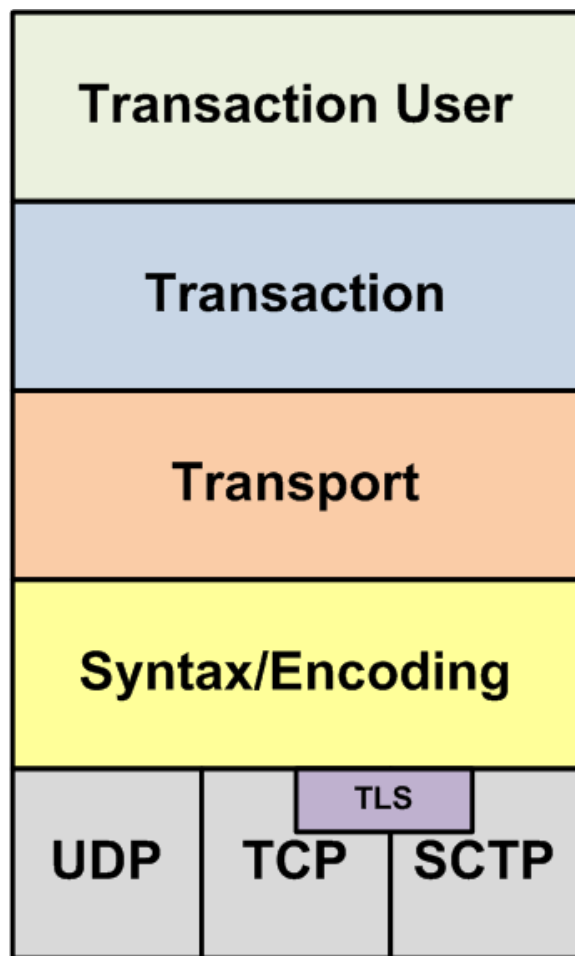 Transaction User
Transaction
Transport
Syntax/Encoding
TLS
UDP
TCP
SCTP